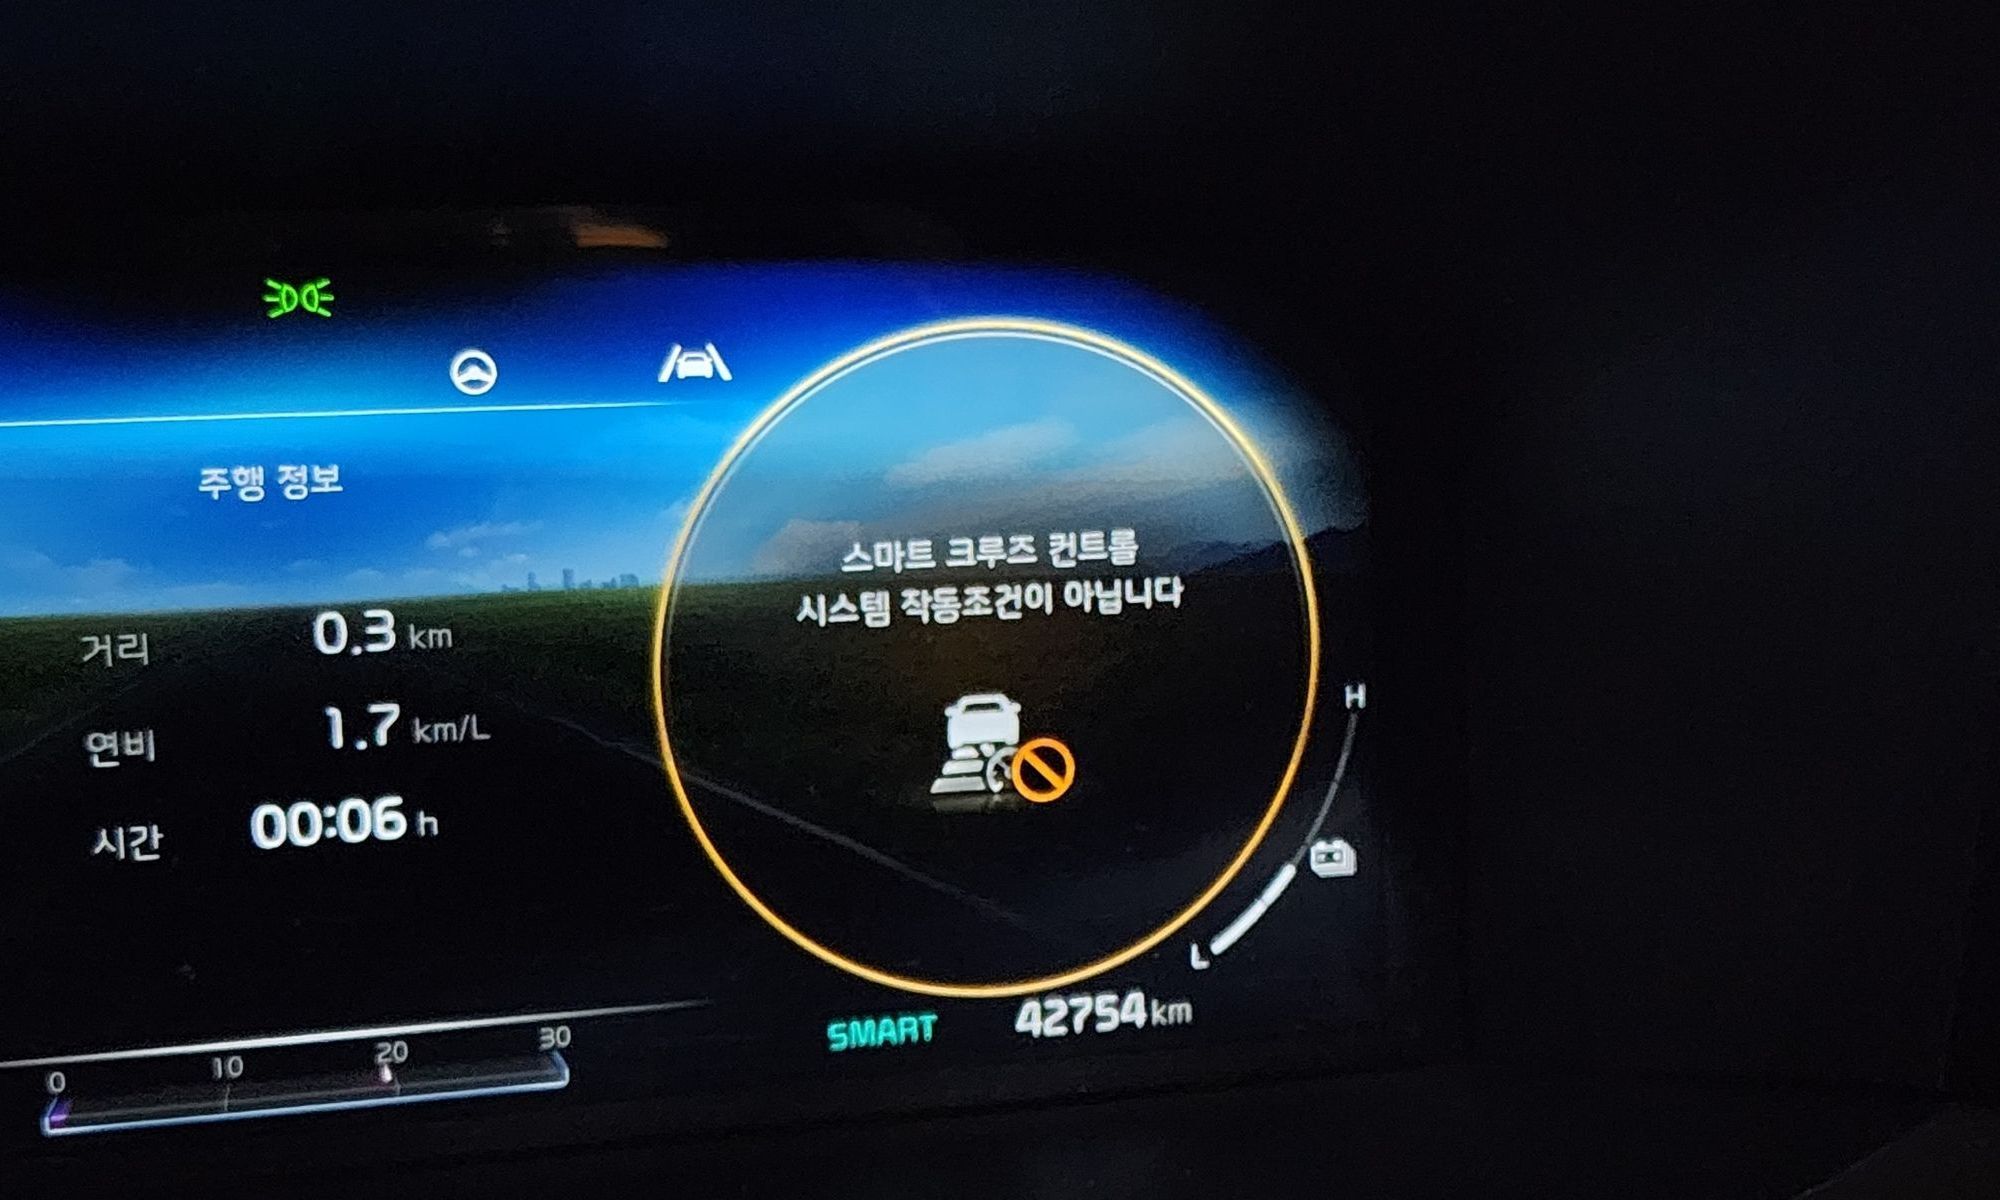 주행 정보
스마트 크루즈 컨트롤
시스템 작동조건이 아닙니다
거리 0.3 km
연비 1.7 km/L
시간 00:06 h
H
L
0 10 20 30
SMART 42754 km